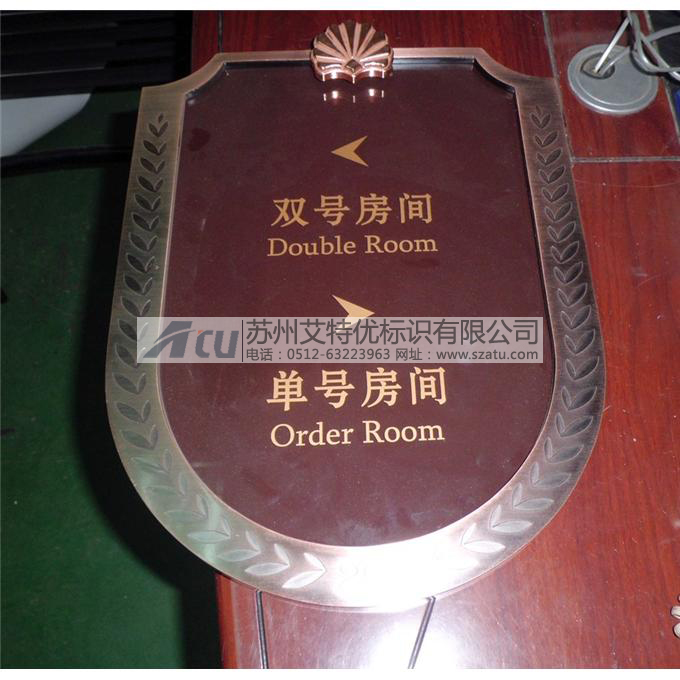 双号房间
Double Room
ACU 苏州艾特优标识有限公司
电话：0512-63223963 网址：www.szatu.com
单号房间
Order Room